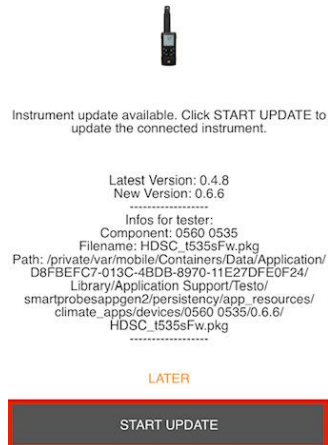 Instrument update available. Click START UPDATE to
update the connected instrument.
Latest Version: 0.4.8
New Version: 0.6.6
------------------
Infos for tester:
Component: 0560 0535
Filename: HDSC_t535sFw.pkg
Path: /private/var/mobile/Containers/Data/Application/
D8FBEFC7-013C-4BDB-8970-11E27DFE0F24/
Library/Application Support/Testo/
smartprobesappgen2/persistency/app_resources/
climate_apps/devices/0560 0535/0.6.6/
HDSC_t535sFw.pkg
------------------
LATER
START UPDATE